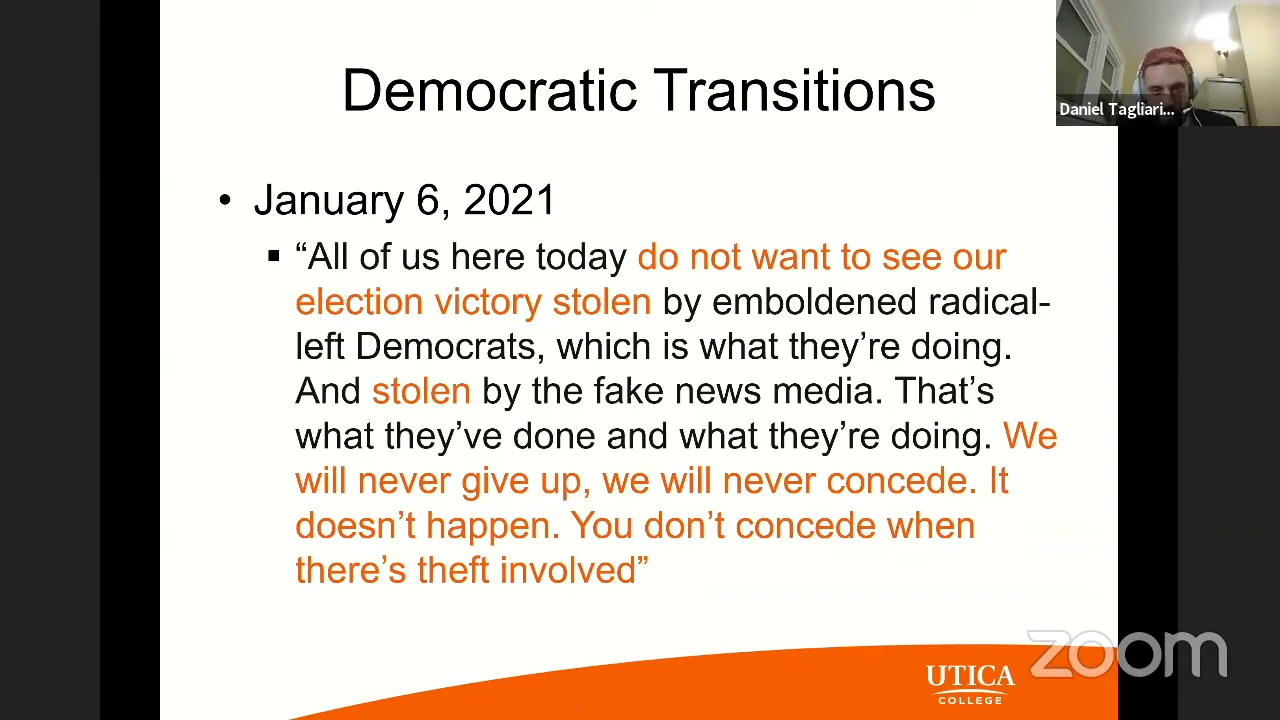 Democratic Transitions
Daniel Tagliari...
• January 6, 2021
▪ “All of us here today do not want to see our
election victory stolen by emboldened radical-
left Democrats, which is what they’re doing.
And stolen by the fake news media. That’s
what they’ve done and what they’re doing. We
will never give up, we will never concede. It
doesn’t happen. You don’t concede when
there’s theft involved”
zoom
UTICA
COLLEGE